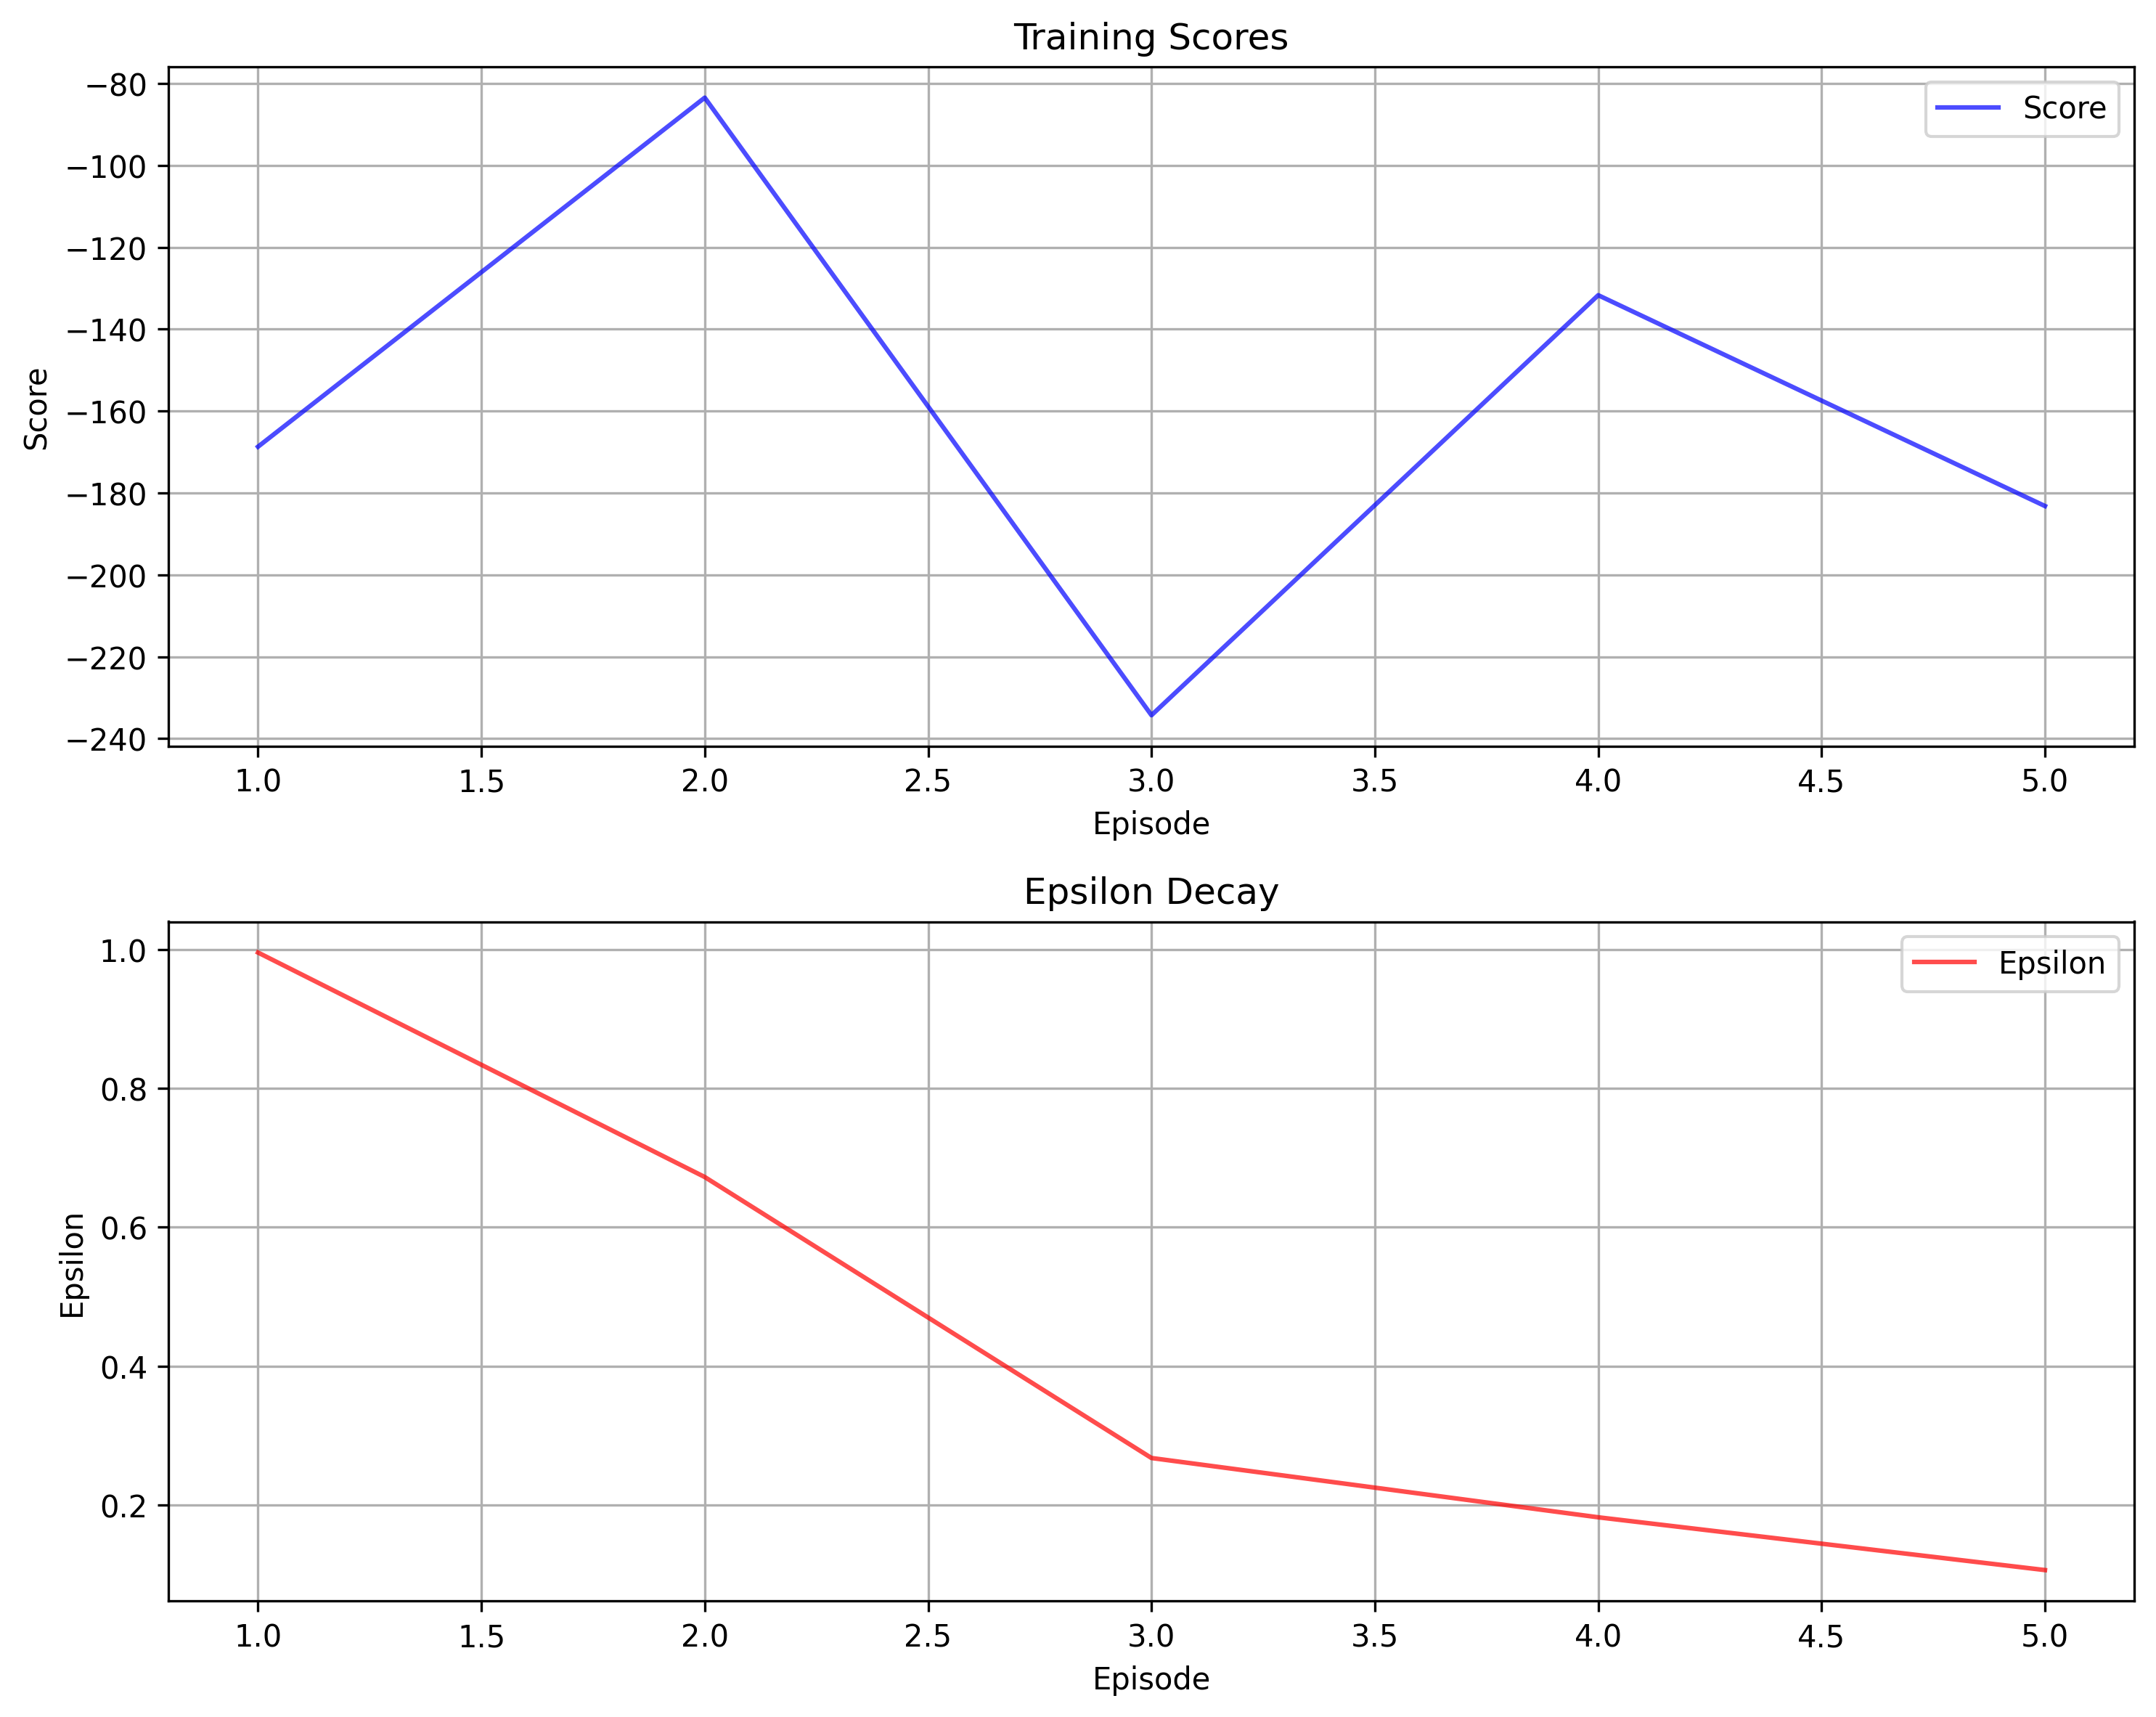 Training Scores
−80
−100
−120
−140
−160
−180
−200
−220
−240
Score
Score
1.0 1.5 2.0 2.5 3.0 3.5 4.0 4.5 5.0
Episode
Epsilon Decay
1.0
0.8
0.6
0.4
0.2
Epsilon
Epsilon
1.0 1.5 2.0 2.5 3.0 3.5 4.0 4.5 5.0
Episode